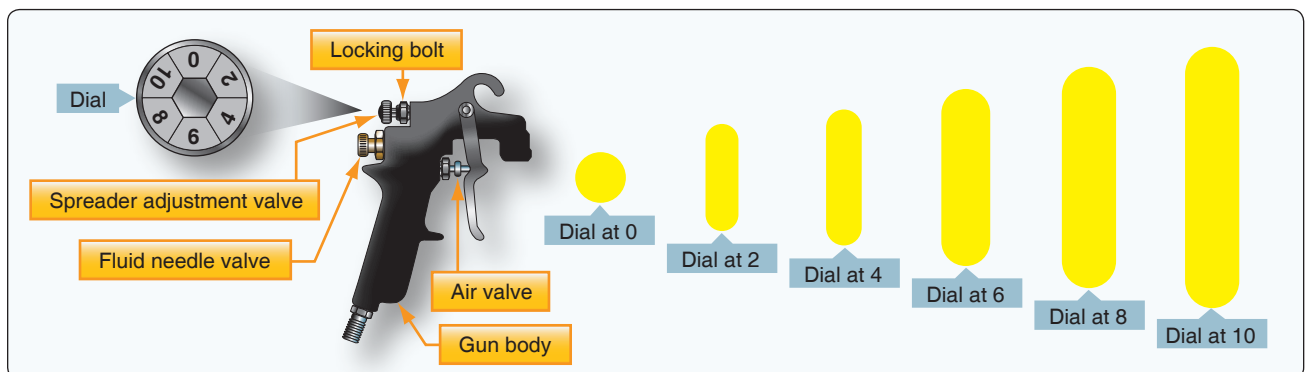 Dial
0
2
4
6
8
10
Locking bolt
Spreader adjustment valve
Fluid needle valve
Air valve
Gun body
Dial at 0
Dial at 2
Dial at 4
Dial at 6
Dial at 8
Dial at 10